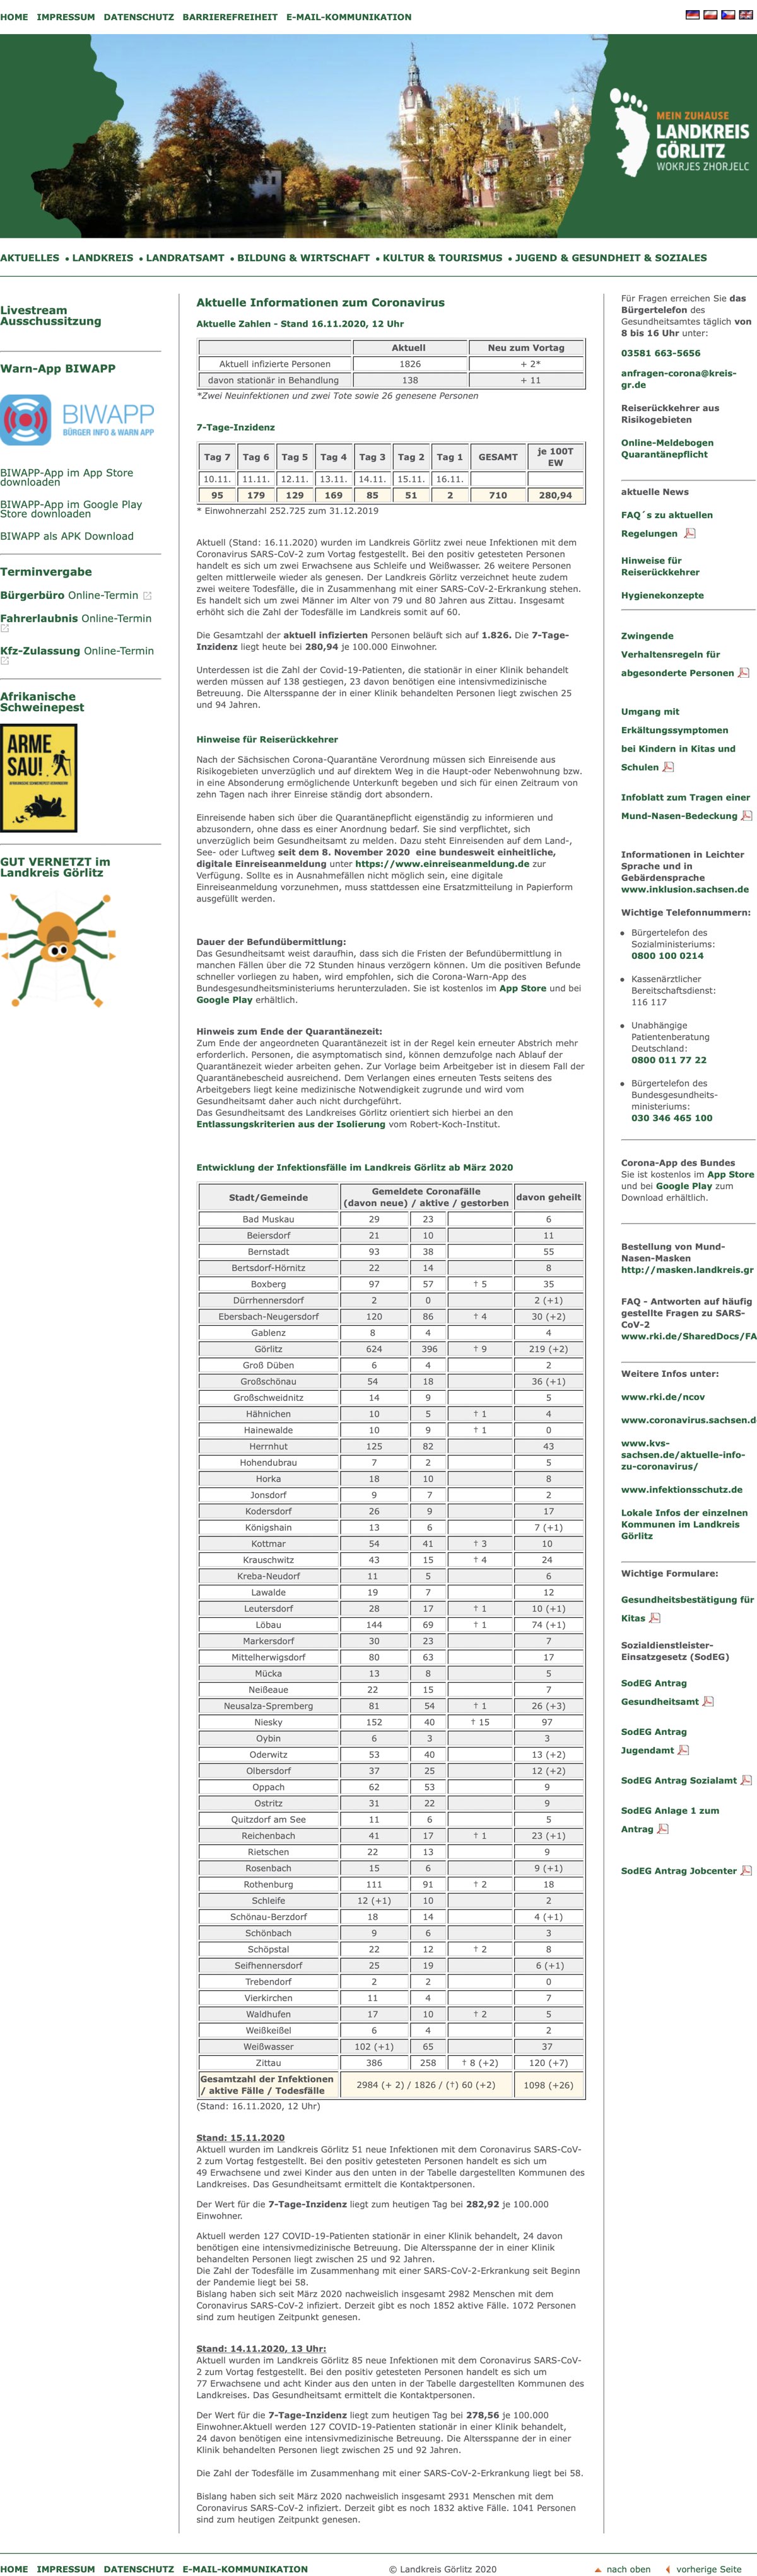 HOME IMPRESSUM DATENSCHUTZ BARRIEREFREIHEIT E-MAIL-KOMMUNIKATION
MEIN ZUHAUSE
LANDKREIS
GÖRLITZ
WOKRJES ZHORJELC
AKTUELLES • LANDKREIS • LANDRATSAMT • BILDUNG & WIRTSCHAFT • KULTUR & TOURISMUS • JUGEND & GESUNDHEIT & SOZIALES
Livestream
Ausschussitzung
Warn-App BIWAPP
BIWAPP
BÜRGER INFO & WARN APP
BIWAPP-App im App Store
downloaden
BIWAPP-App im Google Play
Store downloaden
BIWAPP als APK Download
Terminvergabe
Bürgerbüro Online-Termin
Fahrerlaubnis Online-Termin
Kfz-Zulassung Online-Termin
Afrikanische
Schweinepest
ARME
SAU!
GUT VERNETZT im
Landkreis Görlitz
Aktuelle Informationen zum Coronavirus
Aktuelle Zahlen - Stand 16.11.2020, 12 Uhr
Aktuell Neu zum Vortag
Aktuell infizierte Personen 1826 + 2*
davon stationär in Behandlung 138 + 11
*Zwei Neuinfektionen und zwei Tote sowie 26 genesene Personen
7-Tage-Inzidenz
Tag 7 Tag 6 Tag 5 Tag 4 Tag 3 Tag 2 Tag 1 GESAMT je 100T
EW
10.11. 11.11. 12.11. 13.11. 14.11. 15.11. 16.11.
95 179 129 169 85 51 2 710 280,94
* Einwohnerzahl 252.725 zum 31.12.2019
Aktuell (Stand: 16.11.2020) wurden im Landkreis Görlitz zwei neue Infektionen mit dem
Coronavirus SARS-CoV-2 zum Vortag festgestellt. Bei den positiv getesteten Personen
handelt es sich um zwei Erwachsene aus Schleife und Weißwasser. 26 weitere Personen
gelten mittlerweile wieder als genesen. Der Landkreis Görlitz verzeichnet heute zudem
zwei weitere Todesfälle, die in Zusammenhang mit einer SARS-CoV-2-Erkrankung stehen.
Es handelt sich um zwei Männer im Alter von 79 und 80 Jahren aus Zittau. Insgesamt
erhöht sich die Zahl der Todesfälle im Landkreis somit auf 60.
Die Gesamtzahl der aktuell infizierten Personen beläuft sich auf 1.826. Die 7-Tage-
Inzidenz liegt heute bei 280,94 je 100.000 Einwohner.
Unterdessen ist die Zahl der Covid-19-Patienten, die stationär in einer Klinik behandelt
werden müssen auf 138 gestiegen, 23 davon benötigen eine intensivmedizinische
Betreuung. Die Altersspanne der in einer Klinik behandelten Personen liegt zwischen 25
und 94 Jahren.
Hinweise für Reiserückkehrer
Nach der Sächsischen Corona-Quarantäne Verordnung müssen sich Einreisende aus
Risikogebieten unverzüglich und auf direktem Weg in die Haupt-oder Nebenwohnung bzw.
in eine Absonderung ermöglichende Unterkunft begeben und sich für einen Zeitraum von
zehn Tagen nach ihrer Einreise ständig dort absondern.
Einreisende haben sich über die Quarantänepflicht eigenständig zu informieren und
abzusondern, ohne dass es einer Anordnung bedarf. Sie sind verpflichtet, sich
unverzüglich beim Gesundheitsamt zu melden. Dazu steht Einreisenden auf dem Land-,
See- oder Luftweg seit dem 8. November 2020 eine bundesweit einheitliche,
digitale Einreiseanmeldung unter https://www.einreiseanmeldung.de zur
Verfügung. Sollte es in Ausnahmefällen nicht möglich sein, eine digitale
Einreiseanmeldung vorzunehmen, muss stattdessen eine Ersatzmitteilung in Papierform
ausgefüllt werden.
Dauer der Befundübermittlung:
Das Gesundheitsamt weist daraufhin, dass sich die Fristen der Befundübermittlung in
manchen Fällen über die 72 Stunden hinaus verzögern können. Um die positiven Befunde
schneller vorliegen zu haben, wird empfohlen, sich die Corona-Warn-App des
Bundesgesundheitsministeriums herunterzuladen. Sie ist kostenlos im App Store und bei
Google Play erhältlich.
Hinweis zum Ende der Quarantänezeit:
Zum Ende der angeordneten Quarantänezeit ist in der Regel kein erneuter Abstrich mehr
erforderlich. Personen, die asymptomatisch sind, können demzufolge nach Ablauf der
Quarantänezeit wieder arbeiten gehen. Zur Vorlage beim Arbeitgeber ist in diesem Fall der
Quarantänebescheid ausreichend. Dem Verlangen eines erneuten Tests seitens des
Arbeitgebers liegt keine medizinische Notwendigkeit zugrunde und wird vom
Gesundheitsamt daher auch nicht durchgeführt.
Das Gesundheitsamt des Landkreises Görlitz orientiert sich hierbei an den
Entlassungskriterien aus der Isolierung vom Robert-Koch-Institut.
Entwicklung der Infektionsfälle im Landkreis Görlitz ab März 2020
Stadt/Gemeinde Gemeldete Coronafälle
(davon neue) / aktive / gestorben davon geheilt
Bad Muskau 29 23 6
Beiersdorf 21 10 11
Bernstadt 93 38 55
Bertsdorf-Hörnitz 22 14 8
Boxberg 97 57 † 5 35
Dürrhennersdorf 2 0 2 (+1)
Ebersbach-Neugersdorf 120 86 † 4 30 (+2)
Gablenz 8 4 4
Görlitz 624 396 † 9 219 (+2)
Groß Düben 6 4 2
Großschönau 54 18 36 (+1)
Großschweidnitz 14 9 5
Hähnichen 10 5 † 1 4
Hainewalde 10 9 † 1 0
Herrnhut 125 82 43
Hohendubrau 7 2 5
Horka 18 10 8
Jonsdorf 9 7 2
Kodersdorf 26 9 17
Königshain 13 6 7 (+1)
Kottmar 54 41 † 3 10
Krauschwitz 43 15 † 4 24
Kreba-Neudorf 11 5 6
Lawalde 19 7 12
Leutersdorf 28 17 † 1 10 (+1)
Löbau 144 69 † 1 74 (+1)
Markersdorf 30 23 7
Mittelherwigsdorf 80 63 17
Mücka 13 8 5
Neißeaue 22 15 7
Neusalza-Spremberg 81 54 † 1 26 (+3)
Niesky 152 40 † 15 97
Oybin 6 3 3
Oderwitz 53 40 13 (+2)
Olbersdorf 37 25 12 (+2)
Oppach 62 53 9
Ostritz 31 22 9
Quitzdorf am See 11 6 5
Reichenbach 41 17 † 1 23 (+1)
Rietschen 22 13 9
Rosenbach 15 6 9 (+1)
Rothenburg 111 91 † 2 18
Schleife 12 (+1) 10 2
Schönau-Berzdorf 18 14 4 (+1)
Schönbach 9 6 3
Schöpstal 22 12 † 2 8
Seifhennersdorf 25 19 6 (+1)
Trebendorf 2 2 0
Vierkirchen 11 4 7
Waldhufen 17 10 † 2 5
Weißkeißel 6 4 2
Weißwasser 102 (+1) 65 37
Zittau 386 258 † 8 (+2) 120 (+7)
Gesamtzahl der Infektionen
/ aktive Fälle / Todesfälle 2984 (+ 2) / 1826 / (†) 60 (+2) 1098 (+26)
(Stand: 16.11.2020, 12 Uhr)
Stand: 15.11.2020
Aktuell wurden im Landkreis Görlitz 51 neue Infektionen mit dem Coronavirus SARS-CoV-
2 zum Vortag festgestellt. Bei den positiv getesteten Personen handelt es sich um
49 Erwachsene und zwei Kinder aus den unten in der Tabelle dargestellten Kommunen des
Landkreises. Das Gesundheitsamt ermittelt die Kontaktpersonen.
Der Wert für die 7-Tage-Inzidenz liegt zum heutigen Tag bei 282,92 je 100.000
Einwohner.
Aktuell werden 127 COVID-19-Patienten stationär in einer Klinik behandelt, 24 davon
benötigen eine intensivmedizinische Betreuung. Die Altersspanne der in einer Klinik
behandelten Personen liegt zwischen 25 und 92 Jahren.
Die Zahl der Todesfälle im Zusammenhang mit einer SARS-CoV-2-Erkrankung seit Beginn
der Pandemie liegt bei 58.
Bislang haben sich seit März 2020 nachweislich insgesamt 2982 Menschen mit dem
Coronavirus SARS-CoV-2 infiziert. Derzeit gibt es noch 1852 aktive Fälle. 1072 Personen
sind zum heutigen Zeitpunkt genesen.
Stand: 14.11.2020, 13 Uhr:
Aktuell wurden im Landkreis Görlitz 85 neue Infektionen mit dem Coronavirus SARS-CoV-
2 zum Vortag festgestellt. Bei den positiv getesteten Personen handelt es sich um
77 Erwachsene und acht Kinder aus den unten in der Tabelle dargestellten Kommunen des
Landkreises. Das Gesundheitsamt ermittelt die Kontaktpersonen.
Der Wert für die 7-Tage-Inzidenz liegt zum heutigen Tag bei 278,56 je 100.000
Einwohner.Aktuell werden 127 COVID-19-Patienten stationär in einer Klinik behandelt,
24 davon benötigen eine intensivmedizinische Betreuung. Die Altersspanne der in einer
Klinik behandelten Personen liegt zwischen 25 und 92 Jahren.
Die Zahl der Todesfälle im Zusammenhang mit einer SARS-CoV-2-Erkrankung liegt bei 58.
Bislang haben sich seit März 2020 nachweislich insgesamt 2931 Menschen mit dem
Coronavirus SARS-CoV-2 infiziert. Derzeit gibt es noch 1832 aktive Fälle. 1041 Personen
sind zum heutigen Zeitpunkt genesen.
Für Fragen erreichen Sie das
Bürgertelefon des
Gesundheitsamtes täglich von
8 bis 16 Uhr unter:
03581 663-5656
anfragen-corona@kreis-
gr.de
Reiserückkehrer aus
Risikogebieten
Online-Meldebogen
Quarantänepflicht
aktuelle News
FAQ´s zu aktuellen
Regelungen
Hinweise für
Reiserückkehrer
Hygienekonzepte
Zwingende
Verhaltensregeln für
abgesonderte Personen
Umgang mit
Erkältungssymptomen
bei Kindern in Kitas und
Schulen
Infoblatt zum Tragen einer
Mund-Nasen-Bedeckung
Informationen in Leichter
Sprache und in
Gebärdensprache
www.inklusion.sachsen.de
Wichtige Telefonnummern:
• Bürgertelefon des
Sozialministeriums:
0800 100 0214
• Kassenärztlicher
Bereitschaftsdienst:
116 117
• Unabhängige
Patientenberatung
Deutschland:
0800 011 77 22
• Bürgertelefon des
Bundesgesundheits-
ministeriums:
030 346 465 100
Corona-App des Bundes
Sie ist kostenlos im App Store
und bei Google Play zum
Download erhältlich.
Bestellung von Mund-
Nasen-Masken
http://masken.landkreis.gr
FAQ - Antworten auf häufig
gestellte Fragen zu SARS-
CoV-2
www.rki.de/SharedDocs/FA
Weitere Infos unter:
www.rki.de/ncov
www.coronavirus.sachsen.d
www.kvs-
sachsen.de/aktuelle-info-
zu-coronavirus/
www.infektionsschutz.de
Lokale Infos der einzelnen
Kommunen im Landkreis
Görlitz
Wichtige Formulare:
Gesundheitsbestätigung für
Kitas
Sozialdienstleister-
Einsatzgesetz (SodEG)
SodEG Antrag
Gesundheitsamt
SodEG Antrag
Jugendamt
SodEG Antrag Sozialamt
SodEG Anlage 1 zum
Antrag
SodEG Antrag Jobcenter
HOME IMPRESSUM DATENSCHUTZ E-MAIL-KOMMUNIKATION © Landkreis Görlitz 2020 nach oben vorherige Seite